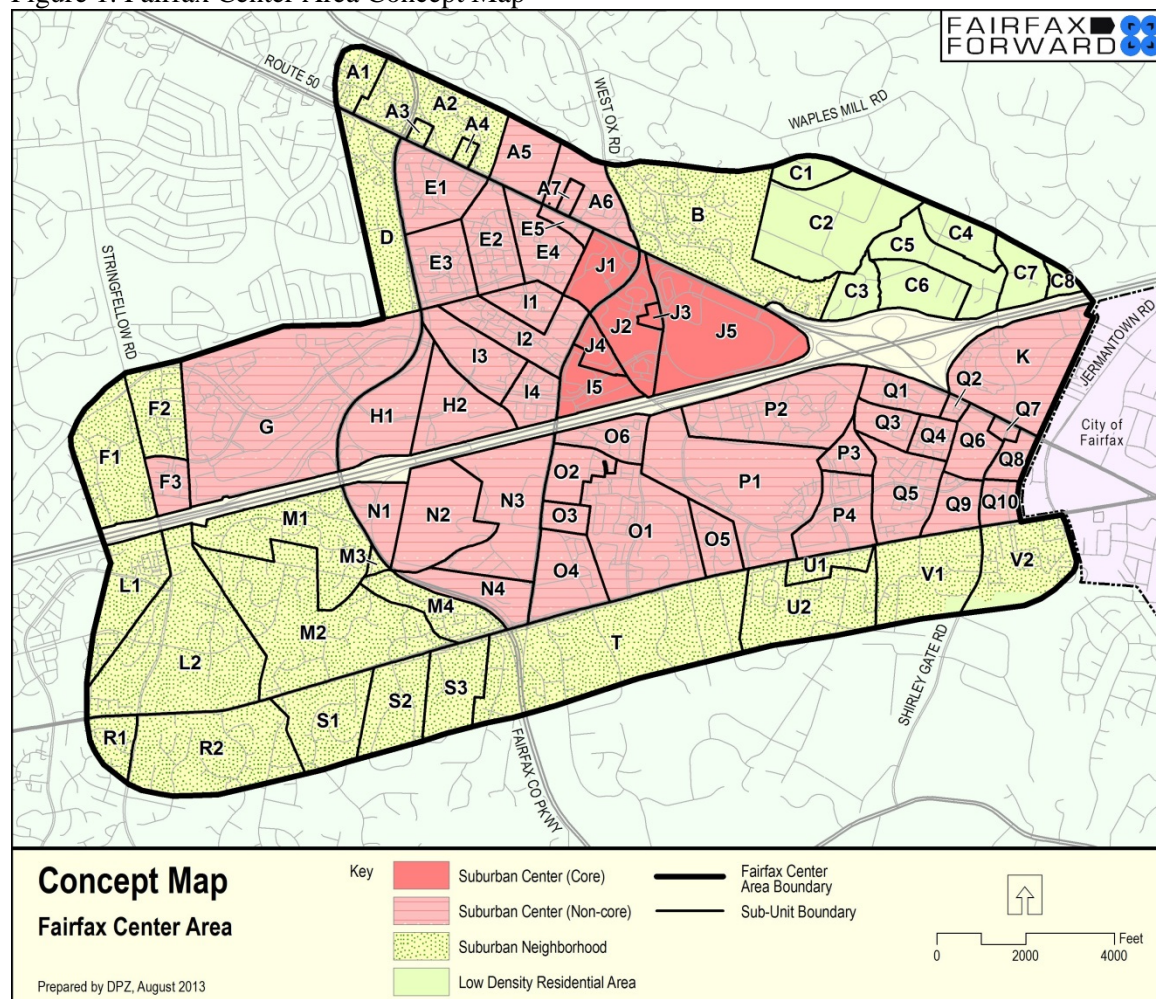 Figure 1: Fairfax Center Area Concept Map
FAIRFAX
FORWARD
ROUTE 50
WEST OX RD
WAPLES MILL RD
A1
A2
A3
A4
A5
A7
A6
E1
E5
E2
E4
E3
D
B
C1
C2
C4
C5
C7
C3
C6
C8
STRINGFELLOW RD
J1
J3
J2
J5
J4
I1
I2
I3
I4
I5
JERMANTOWN RD
K
F2
F1
F3
G
H1
H2
P2
Q1
Q2
Q7
Q3
Q4
Q6
Q8
City of
Fairfax
O6
O2
P3
P1
Q5
Q9
Q10
N1
N2
N3
O3
O1
P4
O5
O4
N4
M1
M3
M4
M2
L1
L2
U1
U2
V1
V2
T
S1
S2
S3
R1
R2
SHIRLEY GATE RD
FAIRFAX CO PKWY
Concept Map
Fairfax Center Area
Prepared by DPZ, August 2013
Key
Suburban Center (Core)
Suburban Center (Non-core)
Suburban Neighborhood
Low Density Residential Area
Fairfax Center
Area Boundary
Sub-Unit Boundary
Feet
0 2000 4000